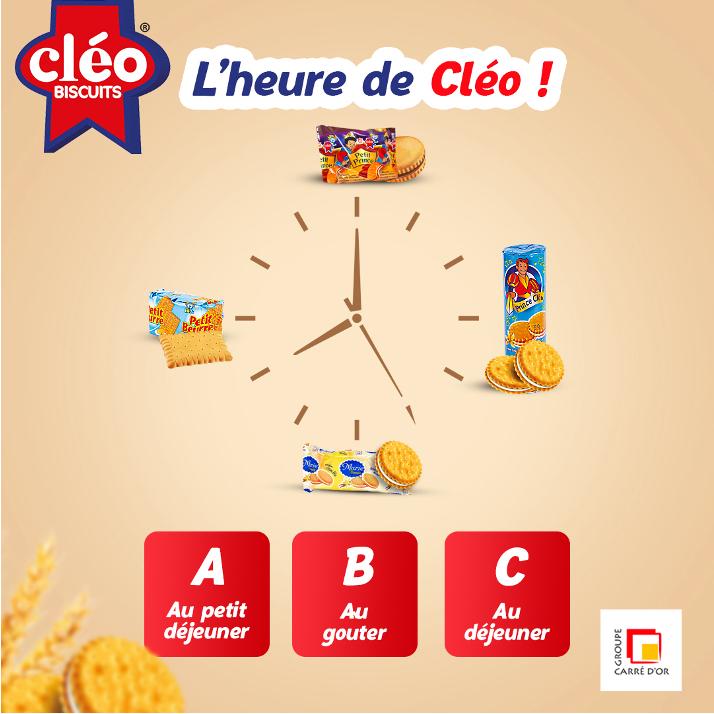 cléo®
BISCUITS
L'heure de Cléo !
Petit
Prince
Petit
Beurre
Prince Cléo
Marie
A
Au petit
déjeuner
B
Au
gouter
C
Au
déjeuner
GROUPE
CARRÉ D'OR